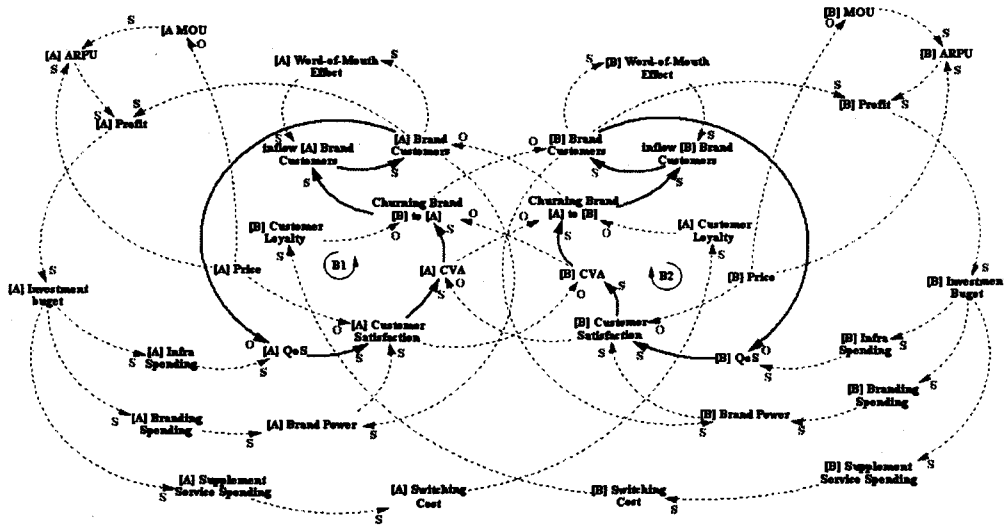 [A MOU
[A] ARPU
[A] Profit
[A] Word-of-Mouth
Effect
Inflow [A] Brand
Customers
[A] Brand
Customers
Churning Brand
[B] to [A]
[B] Customer
Loyalty
B1
[A] CVA
[A] Price
[A] Investment
buget
[A] Customer
Satisfaction
[A] QoS
[A] Infra
Spending
[A] Branding
Spending
[A] Brand Power
[A] Supplement
Service Spending
[A] Switching
Cost
[B] MOU
[B] ARPU
[B] Profit
[B] Word-of-Mouth
Effect
[B] Brand
Customers
Inflow [B] Brand
Customers
Churning Brand
[A] to [B]
[A] Customer
Loyalty
B2
[B] CVA
[B] Price
[B] Investmen
Buget
[B] Customer
Satisfaction
[B] QoS
[B] Infra
Spending
[B] Branding
Spending
[B] Brand Power
[B] Supplement
Service Spending
[B] Switching
Cost